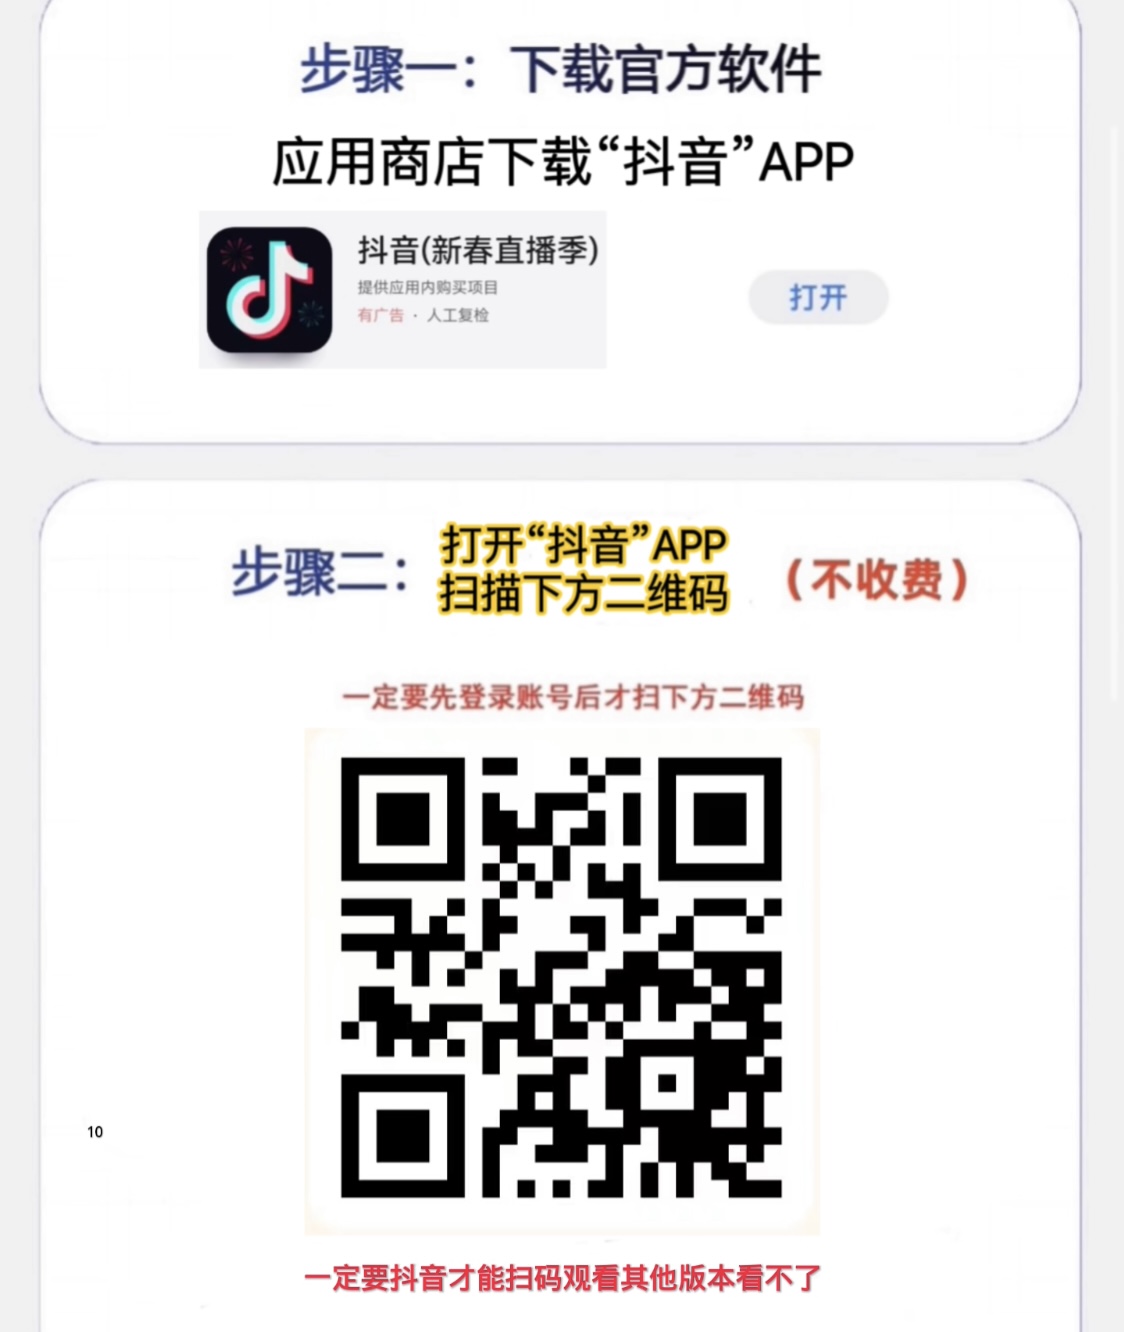 步骤一：下载官方软件
应用商店下载“抖音”APP
抖音(新春直播季)
提供应用内购买项目
有广告 · 人工复检
打开
步骤二：
打开“抖音”APP
扫描下方二维码
（不收费）
一定要先登录账号后才扫下方二维码
10
一定要抖音才能扫码观看其他版本看不了